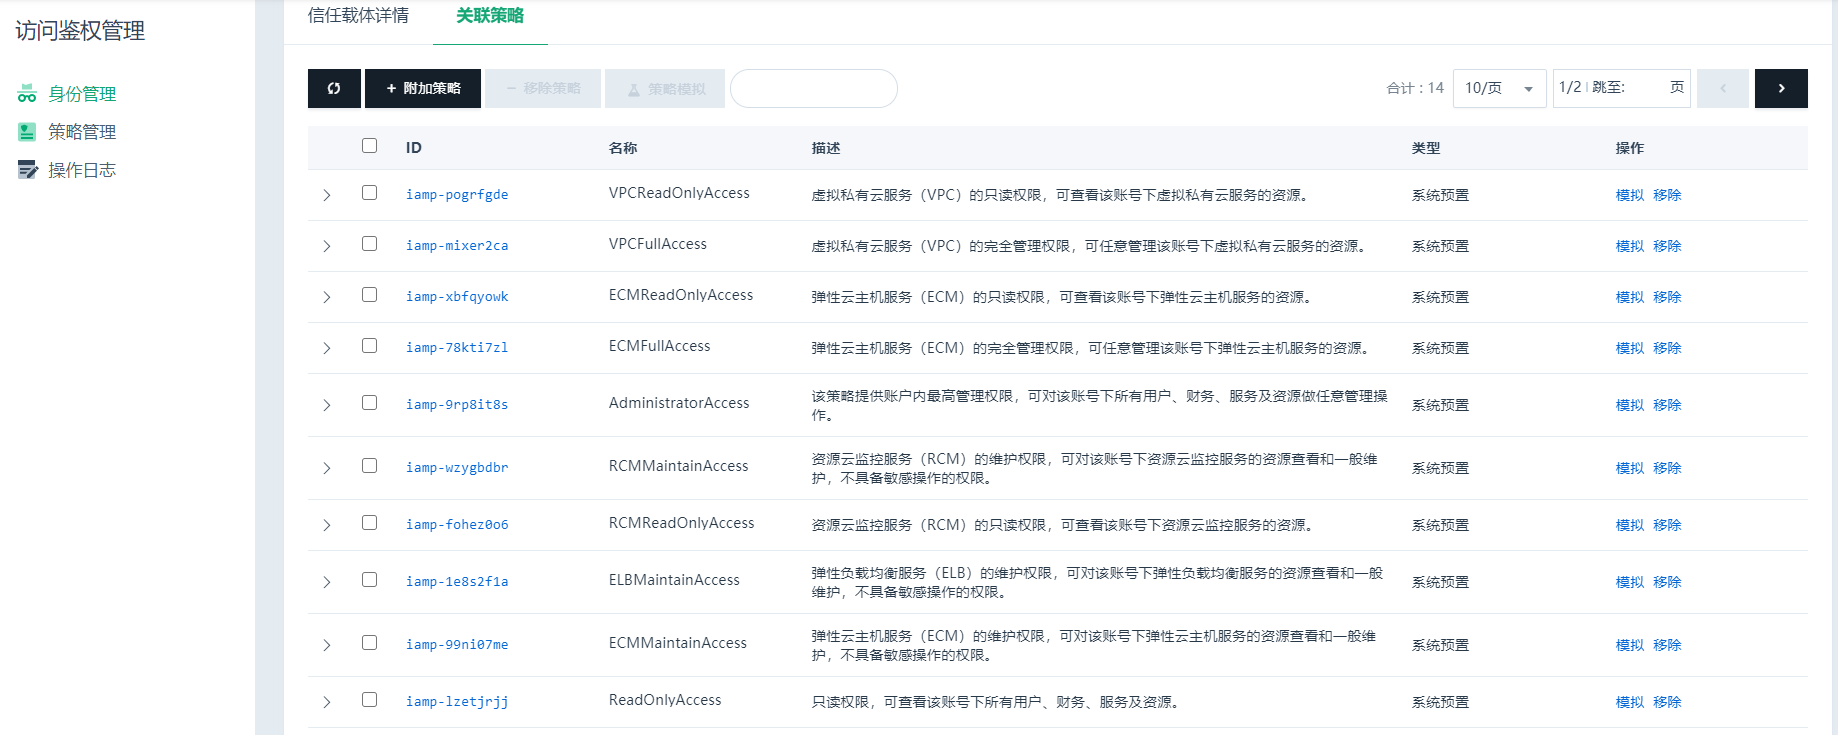 访问鉴权管理
身份管理
策略管理
操作日志
信任载体详情 关联策略
+ 附加策略 − 移除策略 策略模拟 合计 : 14 10/页 1/2 跳至: 页
ID 名称 描述 类型 操作
iamp-pogrfgde VPCReadOnlyAccess 虚拟私有云服务（VPC）的只读权限，可查看该账号下虚拟私有云服务的资源。 系统预置 模拟 移除
iamp-mixer2ca VPCFullAccess 虚拟私有云服务（VPC）的完全管理权限，可任意管理该账号下虚拟私有云服务的资源。 系统预置 模拟 移除
iamp-xbfqyowk ECMReadOnlyAccess 弹性云主机服务（ECM）的只读权限，可查看该账号下弹性云主机服务的资源。 系统预置 模拟 移除
iamp-78kti7zl ECMFullAccess 弹性云主机服务（ECM）的完全管理权限，可任意管理该账号下弹性云主机服务的资源。 系统预置 模拟 移除
iamp-9rp8it8s AdministratorAccess 该策略提供账户内最高管理权限，可对该账号下所有用户、财务、服务及资源做任意管理操
作。 系统预置 模拟 移除
iamp-wzygbdbr RCMMaintainAccess 资源云监控服务（RCM）的维护权限，可对该账号下资源云监控服务的资源查看和一般维
护，不具备敏感操作的权限。 系统预置 模拟 移除
iamp-fohez0o6 RCMReadOnlyAccess 资源云监控服务（RCM）的只读权限，可查看该账号下资源云监控服务的资源。 系统预置 模拟 移除
iamp-1e8s2f1a ELBMaintainAccess 弹性负载均衡服务（ELB）的维护权限，可对该账号下弹性负载均衡服务的资源查看和一般
维护，不具备敏感操作的权限。 系统预置 模拟 移除
iamp-99ni07me ECMMaintainAccess 弹性云主机服务（ECM）的维护权限，可对该账号下弹性云主机服务的资源查看和一般维
护，不具备敏感操作的权限。 系统预置 模拟 移除
iamp-lzetjrjj ReadOnlyAccess 只读权限，可查看该账号下所有用户、财务、服务及资源。 系统预置 模拟 移除